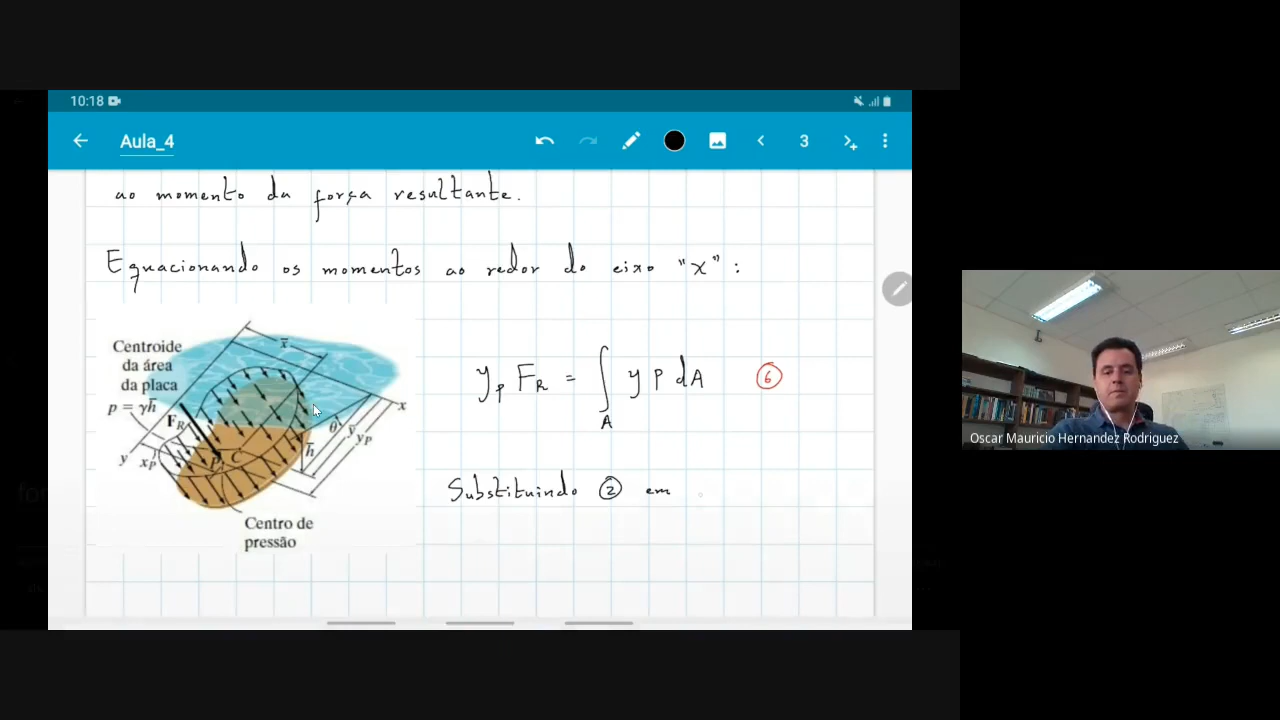 10:18
Aula_4
3
ao momento da força resultante.
Equacionando os momentos ao redor do eixo "x" :
Centroide
da área
da placa
p = γh̄
F_R
x̄
x
θ
ȳ
y_P
h̄
y
x_P
P
C
Centro de
pressão
y_p F_R = ∫_A y P dA ⑥
Substituindo ② em
Oscar Mauricio Hernandez Rodriguez